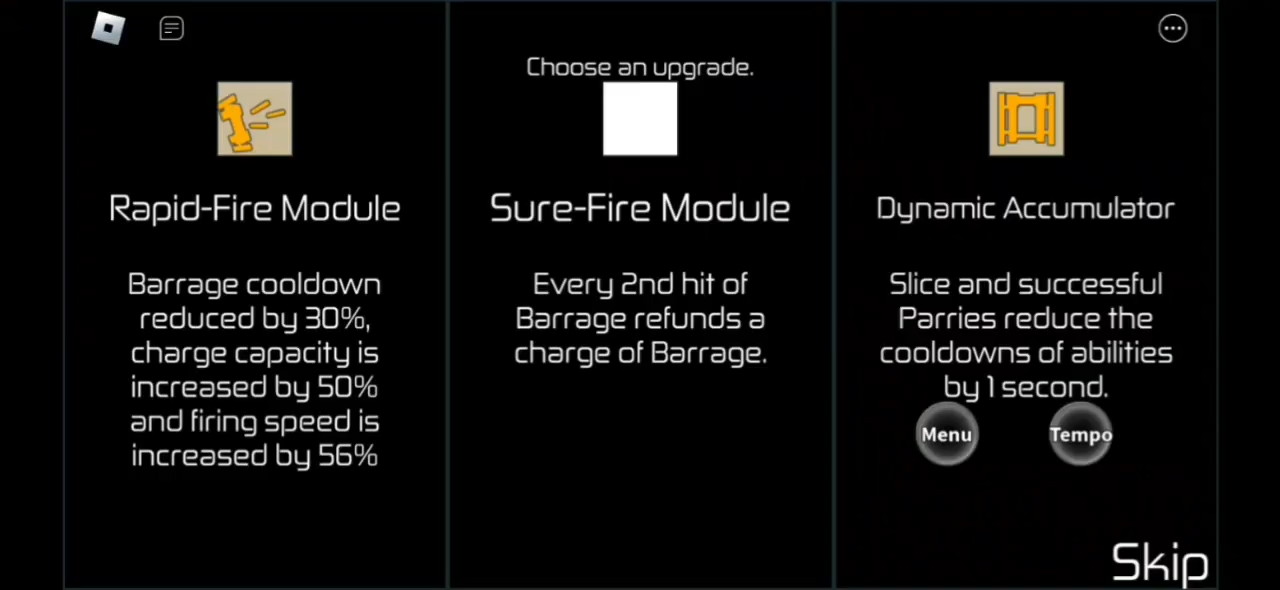 Choose an upgrade.
Rapid-Fire Module
Barrage cooldown
reduced by 30%,
charge capacity is
increased by 50%
and firing speed is
increased by 56%
Sure-Fire Module
Every 2nd hit of
Barrage refunds a
charge of Barrage.
Dynamic Accumulator
Slice and successful
Parries reduce the
cooldowns of abilities
by 1 second.
Menu
Tempo
Skip